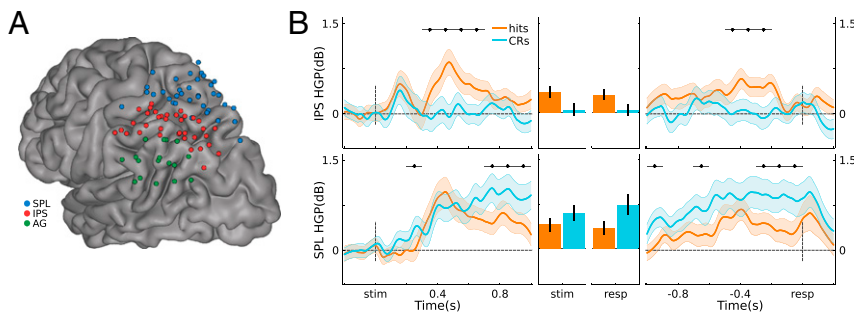 A
B
SPL
IPS
AG
1.5
hits
CRs
1.5
IPS HGP(dB)
0
0
1.5
1.5
SPL HGP(dB)
0
0
stim
0.4
0.8
stim
resp
-0.8
-0.4
resp
Time(s)
Time(s)